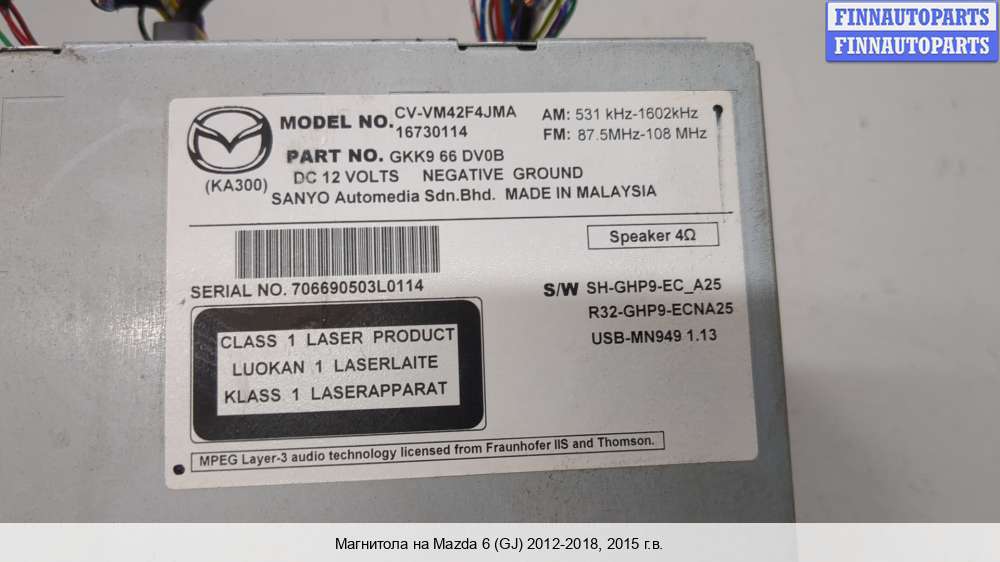 FINNAUTOPARTS
FINNAUTOPARTS
MODEL NO. CV-VM42F4JMA
16730114
AM: 531 kHz-1602kHz
FM: 87.5MHz-108 MHz
PART NO. GKK9 66 DV0B
(KA300)
DC 12 VOLTS NEGATIVE GROUND
SANYO Automedia Sdn.Bhd. MADE IN MALAYSIA
Speaker 4Ω
SERIAL NO. 706690503L0114
S/W SH-GHP9-EC_A25
R32-GHP9-ECNA25
USB-MN949 1.13
CLASS 1 LASER PRODUCT
LUOKAN 1 LASERLAITE
KLASS 1 LASERAPPARAT
MPEG Layer-3 audio technology licensed from Fraunhofer IIS and Thomson.
Магнитола на Mazda 6 (GJ) 2012-2018, 2015 г.в.